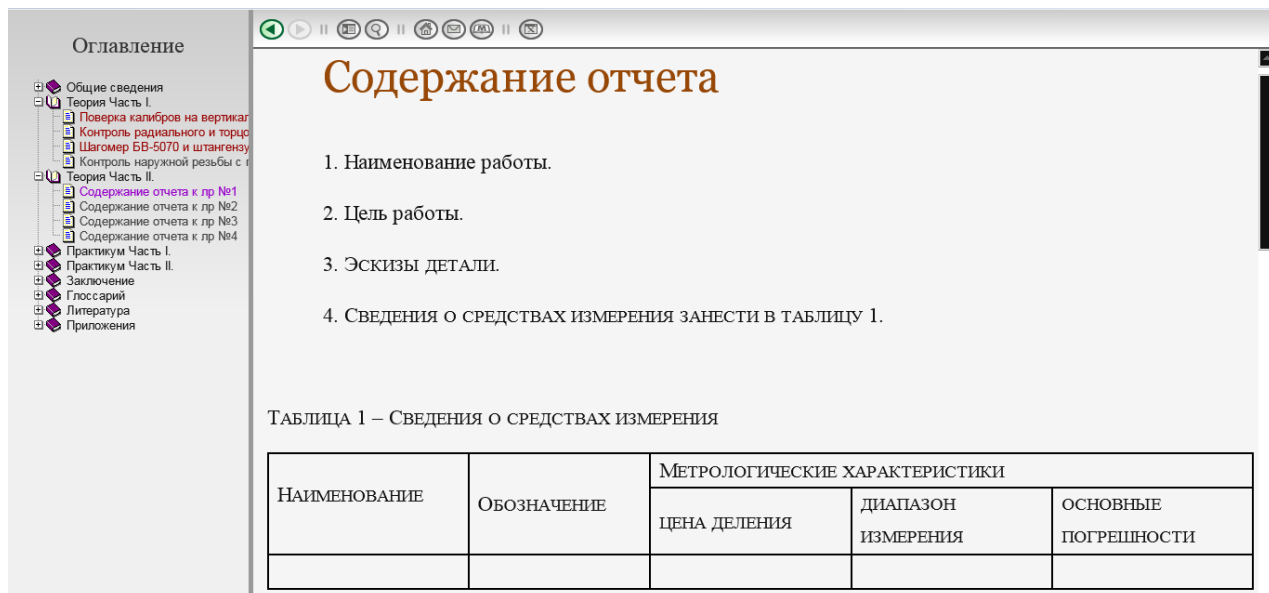 Оглавление
Общие сведения
Теория Часть I.
Поверка калибров на вертикал
Контроль радиального и торцо
Шагомер БВ-5070 и штангензу
Контроль наружной резьбы с г
Теория Часть II.
Содержание отчета к лр №1
Содержание отчета к лр №2
Содержание отчета к лр №3
Содержание отчета к лр №4
Практикум Часть I.
Практикум Часть II.
Заключение
Глоссарий
Литература
Приложения
Содержание отчета
1. Наименование работы.
2. Цель работы.
3. Эскизы детали.
4. Сведения о средствах измерения занести в таблицу 1.
Таблица 1 – Сведения о средствах измерения
Наименование
Обозначение
Метрологические характеристики
цена деления
диапазон
измерения
основные
погрешности